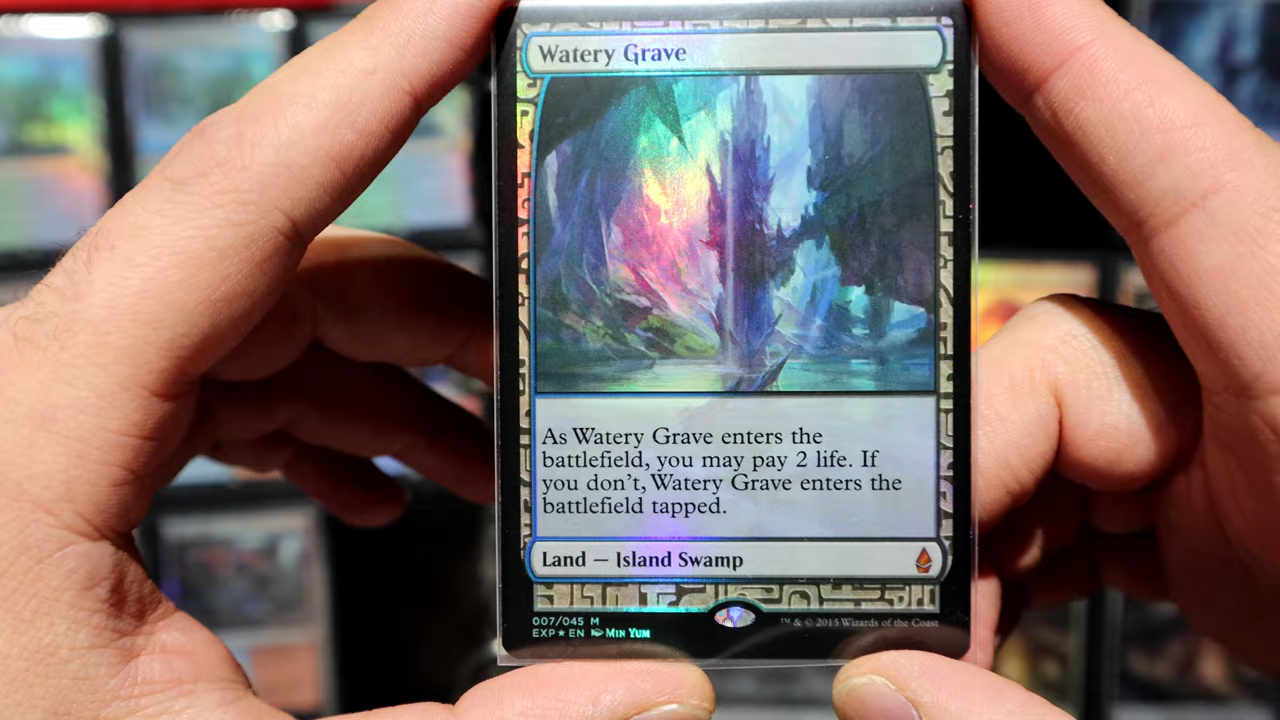 Watery Grave
As Watery Grave enters the
battlefield, you may pay 2 life. If
you don't, Watery Grave enters the
battlefield tapped.
Land — Island Swamp
007/045 M
EXP★EN Min Yum
™ & © 2015 Wizards of the Coast